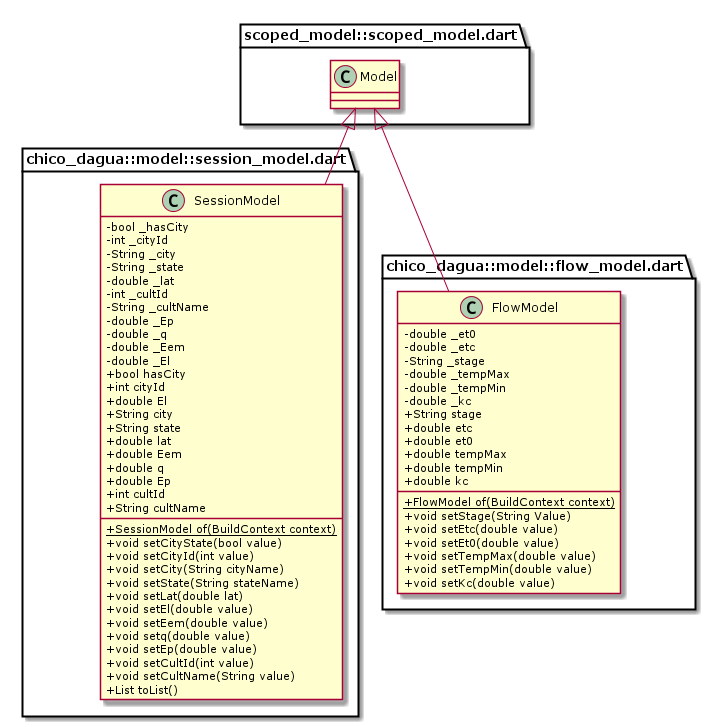 scoped_model::scoped_model.dart
C Model
chico_dagua::model::session_model.dart
C SessionModel
-bool _hasCity
-int _cityId
-String _city
-String _state
-double _lat
-int _cultId
-String _cultName
-double _Ep
-double _q
-double _Eem
-double _El
+bool hasCity
+int cityId
+double El
+String city
+String state
+double lat
+double Eem
+double q
+double Ep
+int cultId
+String cultName
+SessionModel of(BuildContext context)
+void setCityState(bool value)
+void setCityId(int value)
+void setCity(String cityName)
+void setState(String stateName)
+void setLat(double lat)
+void setEl(double value)
+void setEem(double value)
+void setq(double value)
+void setEp(double value)
+void setCultId(int value)
+void setCultName(String value)
+List toList()
chico_dagua::model::flow_model.dart
C FlowModel
-double _et0
-double _etc
-String _stage
-double _tempMax
-double _tempMin
-double _kc
+String stage
+double etc
+double et0
+double tempMax
+double tempMin
+double kc
+FlowModel of(BuildContext context)
+void setStage(String Value)
+void setEtc(double value)
+void setEt0(double value)
+void setTempMax(double value)
+void setTempMin(double value)
+void setKc(double value)